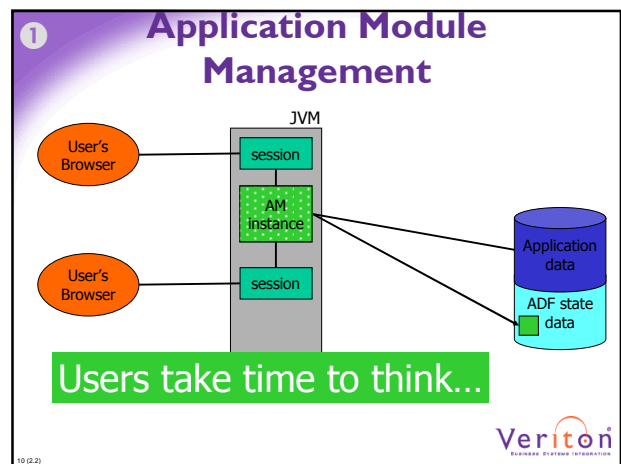 1
Application Module
Management
JVM
User's
Browser
session
AM
instance
User's
Browser
session
Application
data
ADF state
data
Users take time to think...
Veriton
Business Systems Integration
10 (2.2)